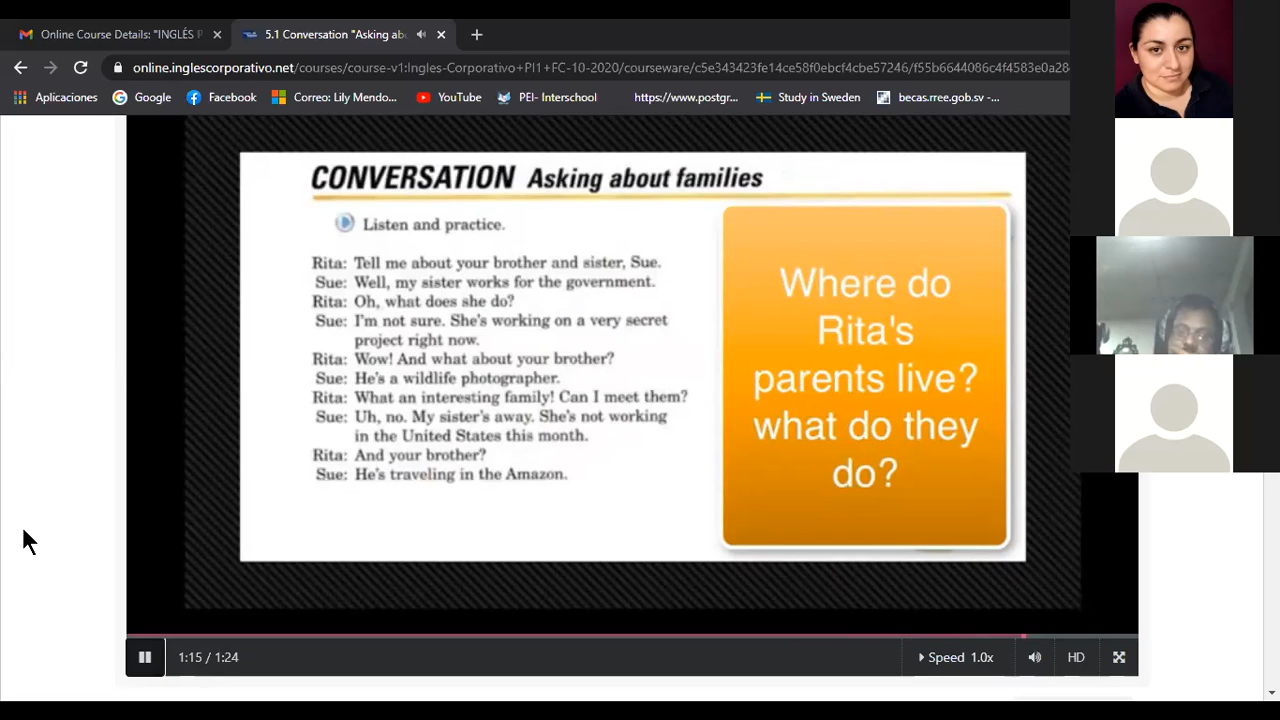 Online Course Details: "INGLÉS P
5.1 Conversation "Asking abo
online.inglescorporativo.net/courses/course-v1:Ingles-Corporativo+PI1+FC-10-2020/courseware/c5e343423fe14ce58f0ebcf4cbe57246/f55b6644086c4f4583e0a28
Aplicaciones Google Facebook Correo: Lily Mendo... YouTube PEI- Interschool https://www.postgr... Study in Sweden becas.rree.gob.sv -...
CONVERSATION Asking about families
Listen and practice.
Rita: Tell me about your brother and sister, Sue.
Sue: Well, my sister works for the government.
Rita: Oh, what does she do?
Sue: I'm not sure. She's working on a very secret
project right now.
Rita: Wow! And what about your brother?
Sue: He's a wildlife photographer.
Rita: What an interesting family! Can I meet them?
Sue: Uh, no. My sister's away. She's not working
in the United States this month.
Rita: And your brother?
Sue: He's traveling in the Amazon.
Where do
Rita's
parents live?
what do they
do?
1:15 / 1:24
Speed 1.0x
HD